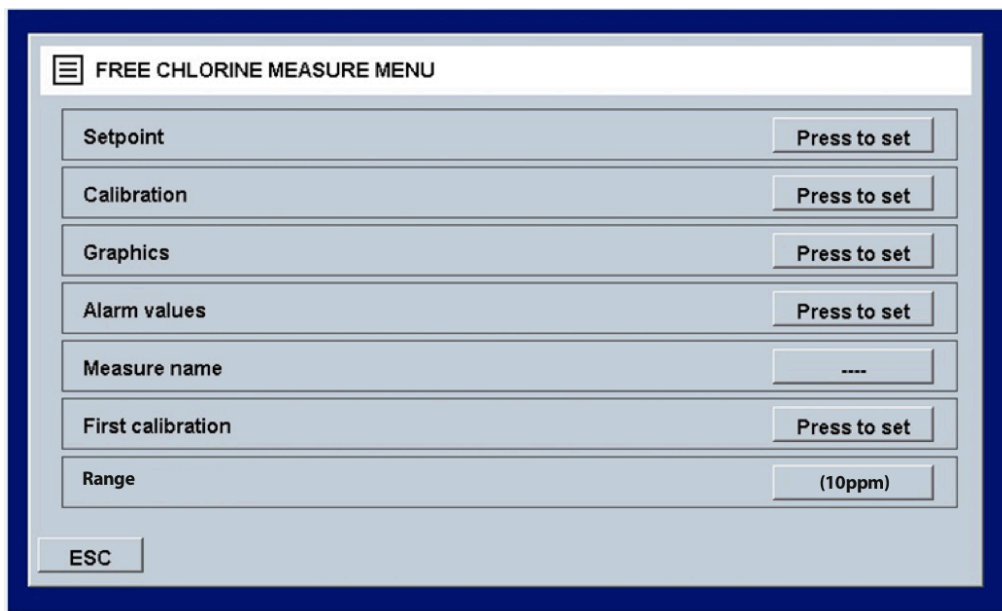 FREE CHLORINE MEASURE MENU
Setpoint Press to set
Calibration Press to set
Graphics Press to set
Alarm values Press to set
Measure name ----
First calibration Press to set
Range (10ppm)
ESC